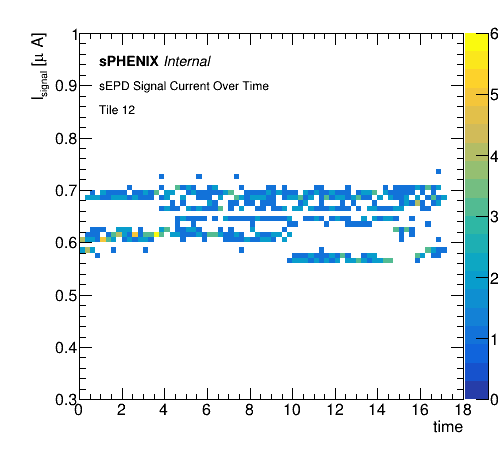 I_signal [μ A]
sPHENIX Internal
sEPD Signal Current Over Time
Tile 12
1
0.9
0.8
0.7
0.6
0.5
0.4
0.3
0 2 4 6 8 10 12 14 16 18
time
6
5
4
3
2
1
0